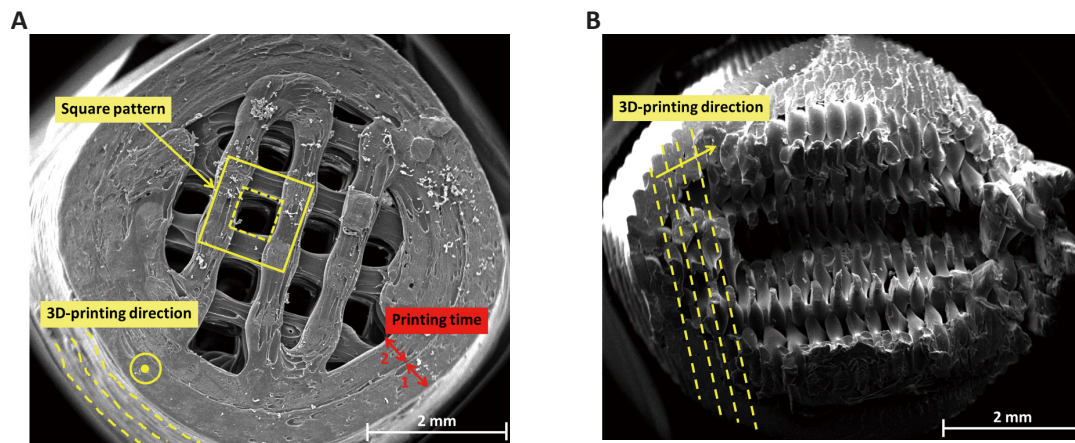 A
Square pattern
3D-printing direction
Printing time
2
1
2 mm
B
3D-printing direction
2 mm